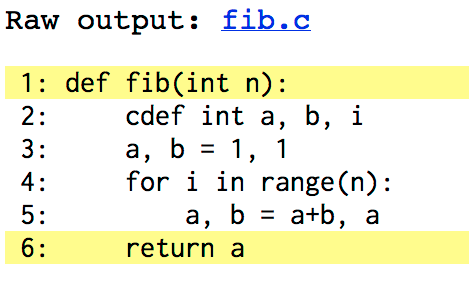 Raw output: fib.c
1: def fib(int n):
2:     cdef int a, b, i
3:     a, b = 1, 1
4:     for i in range(n):
5:         a, b = a+b, a
6:     return a